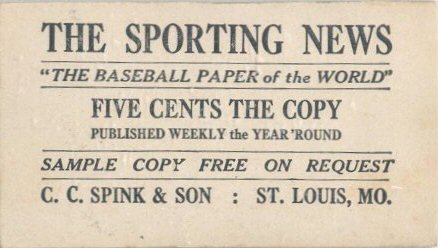 THE SPORTING NEWS
"THE BASEBALL PAPER of the WORLD"
FIVE CENTS THE COPY
PUBLISHED WEEKLY the YEAR 'ROUND
SAMPLE COPY FREE ON REQUEST
C. C. SPINK & SON : ST. LOUIS, MO.